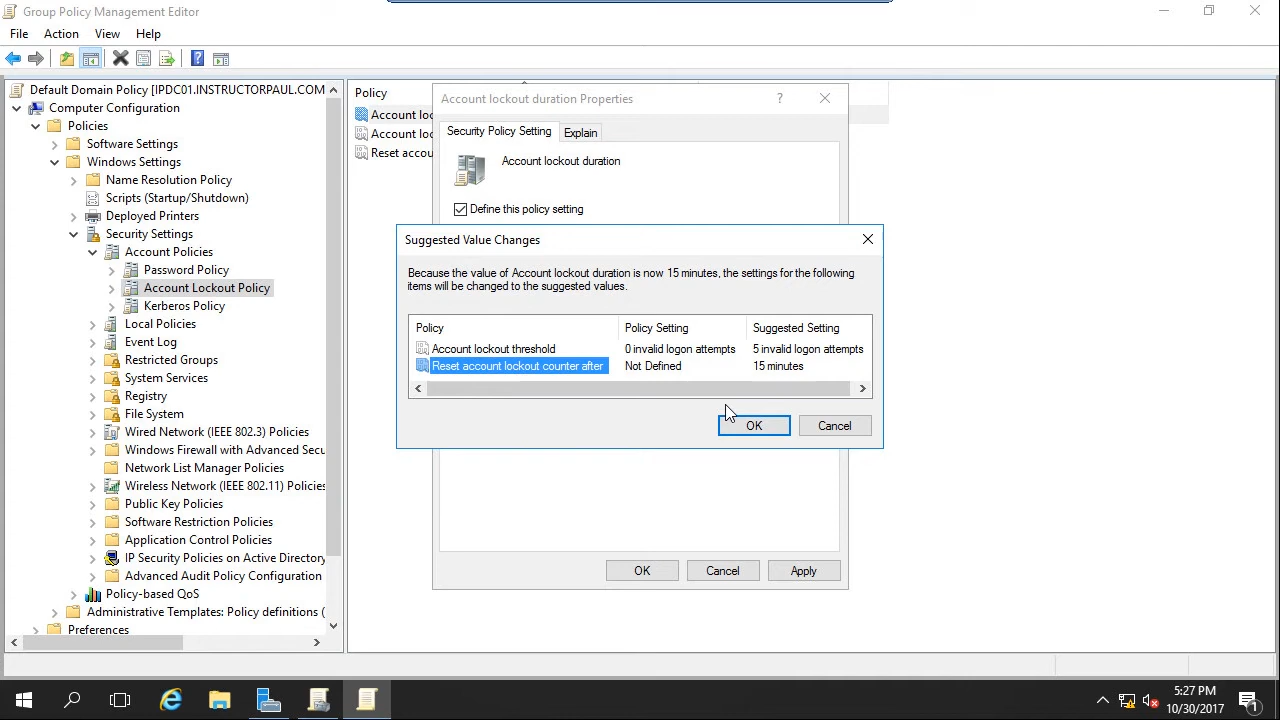 Group Policy Management Editor
File Action View Help
Default Domain Policy [IPDC01.INSTRUCTORPAUL.COM
Computer Configuration
Policies
Software Settings
Windows Settings
Name Resolution Policy
Scripts (Startup/Shutdown)
Deployed Printers
Security Settings
Account Policies
Password Policy
Account Lockout Policy
Kerberos Policy
Local Policies
Event Log
Restricted Groups
System Services
Registry
File System
Wired Network (IEEE 802.3) Policies
Windows Firewall with Advanced Secu
Network List Manager Policies
Wireless Network (IEEE 802.11) Policies
Public Key Policies
Software Restriction Policies
Application Control Policies
IP Security Policies on Active Directory
Advanced Audit Policy Configuration
Policy-based QoS
Administrative Templates: Policy definitions (
Preferences
Policy
Account loc
Account loc
Reset accou
Account lockout duration Properties
?
Security Policy Setting Explain
Account lockout duration
Define this policy setting
Suggested Value Changes
Because the value of Account lockout duration is now 15 minutes, the settings for the following
items will be changed to the suggested values.
Policy Policy Setting Suggested Setting
Account lockout threshold 0 invalid logon attempts 5 invalid logon attempts
Reset account lockout counter after Not Defined 15 minutes
OK Cancel
OK Cancel Apply
5:27 PM
10/30/2017
1